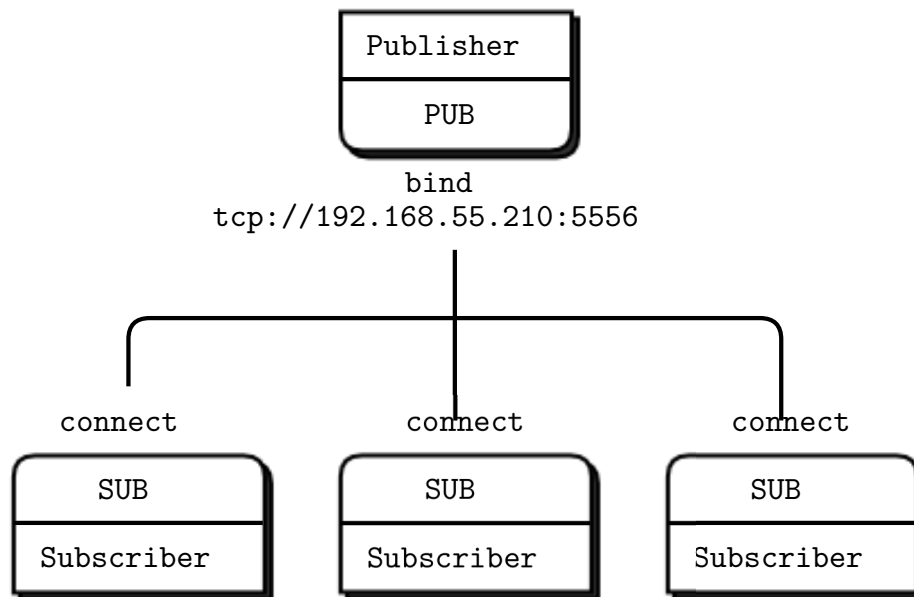 Publisher
PUB
bind
tcp://192.168.55.210:5556
connect connect connect
SUB SUB SUB
Subscriber Subscriber Subscriber